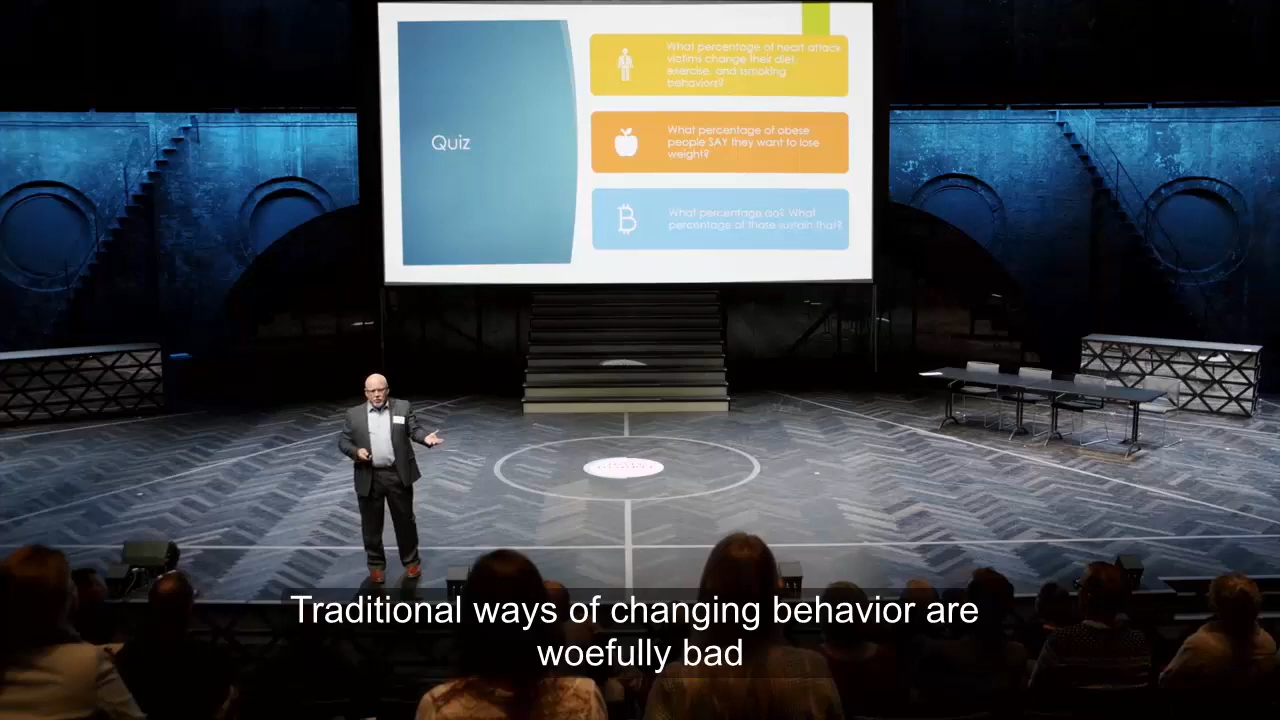 Quiz
What percentage of heart attack
victims change their diet,
exercise, and smoking
behaviors?
What percentage of obese
people SAY they want to lose
weight?
What percentage do? What
percentage of those sustain that?
Traditional ways of changing behavior are
woefully bad